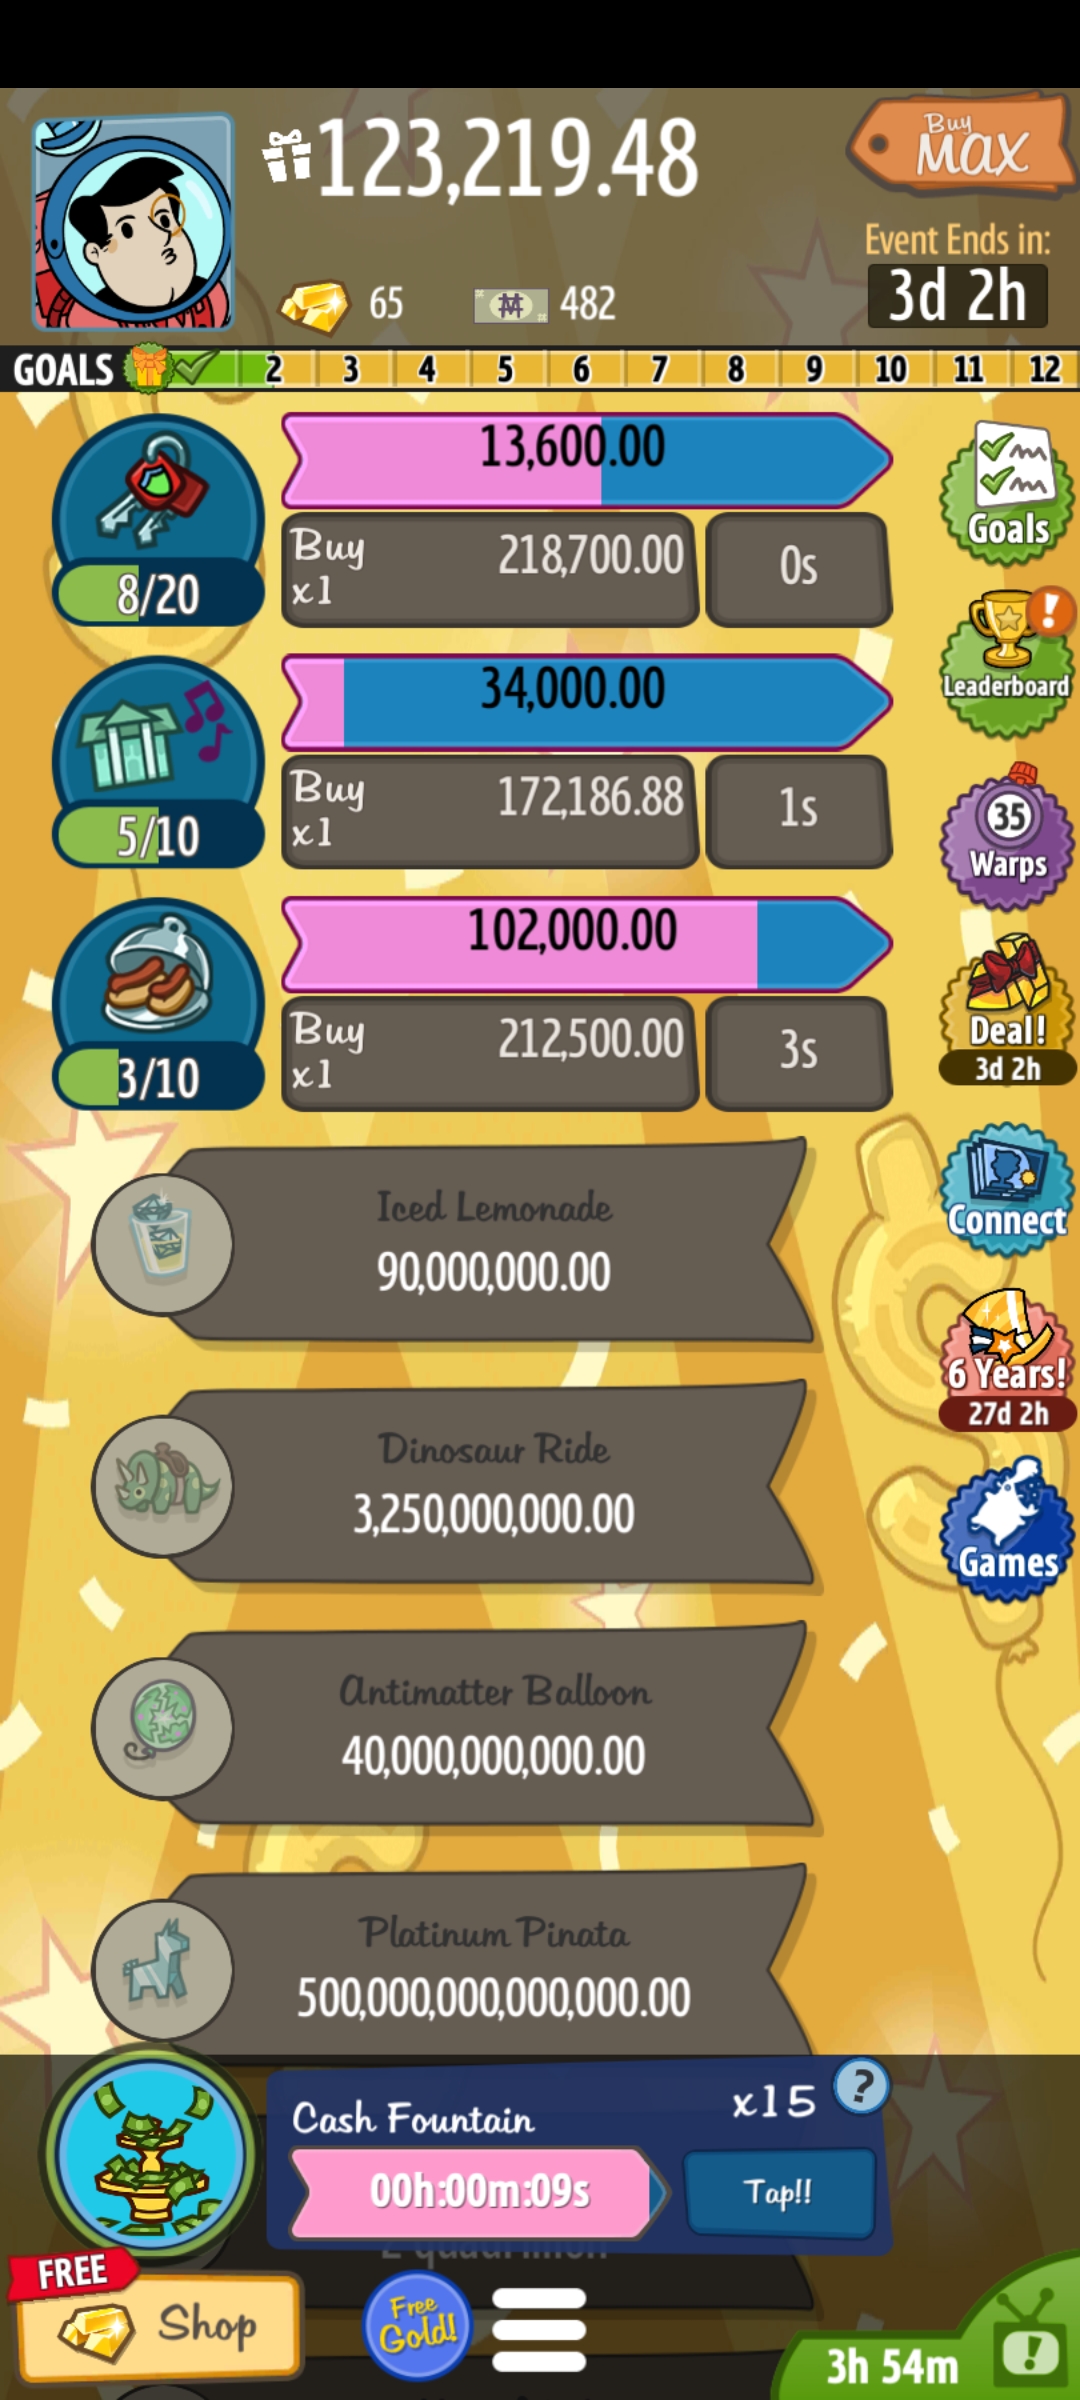 123,219.48
Buy
MAX
Event Ends in:
65
482
3d 2h
GOALS 2 3 4 5 6 7 8 9 10 11 12
13,600.00
Buy
x1
218,700.00
0s
8/20
Goals
34,000.00
Buy
x1
172,186.88
1s
5/10
Leaderboard
35
Warps
102,000.00
Buy
x1
212,500.00
3s
3/10
Deal!
3d 2h
Iced Lemonade
90,000,000.00
Connect
Dinosaur Ride
3,250,000,000.00
6 Years!
27d 2h
Games
Antimatter Balloon
40,000,000,000.00
Platinum Pinata
500,000,000,000,000.00
Cash Fountain
x15
?
00h:00m:09s
Tap!!
FREE
Shop
Free
Gold!
3h 54m